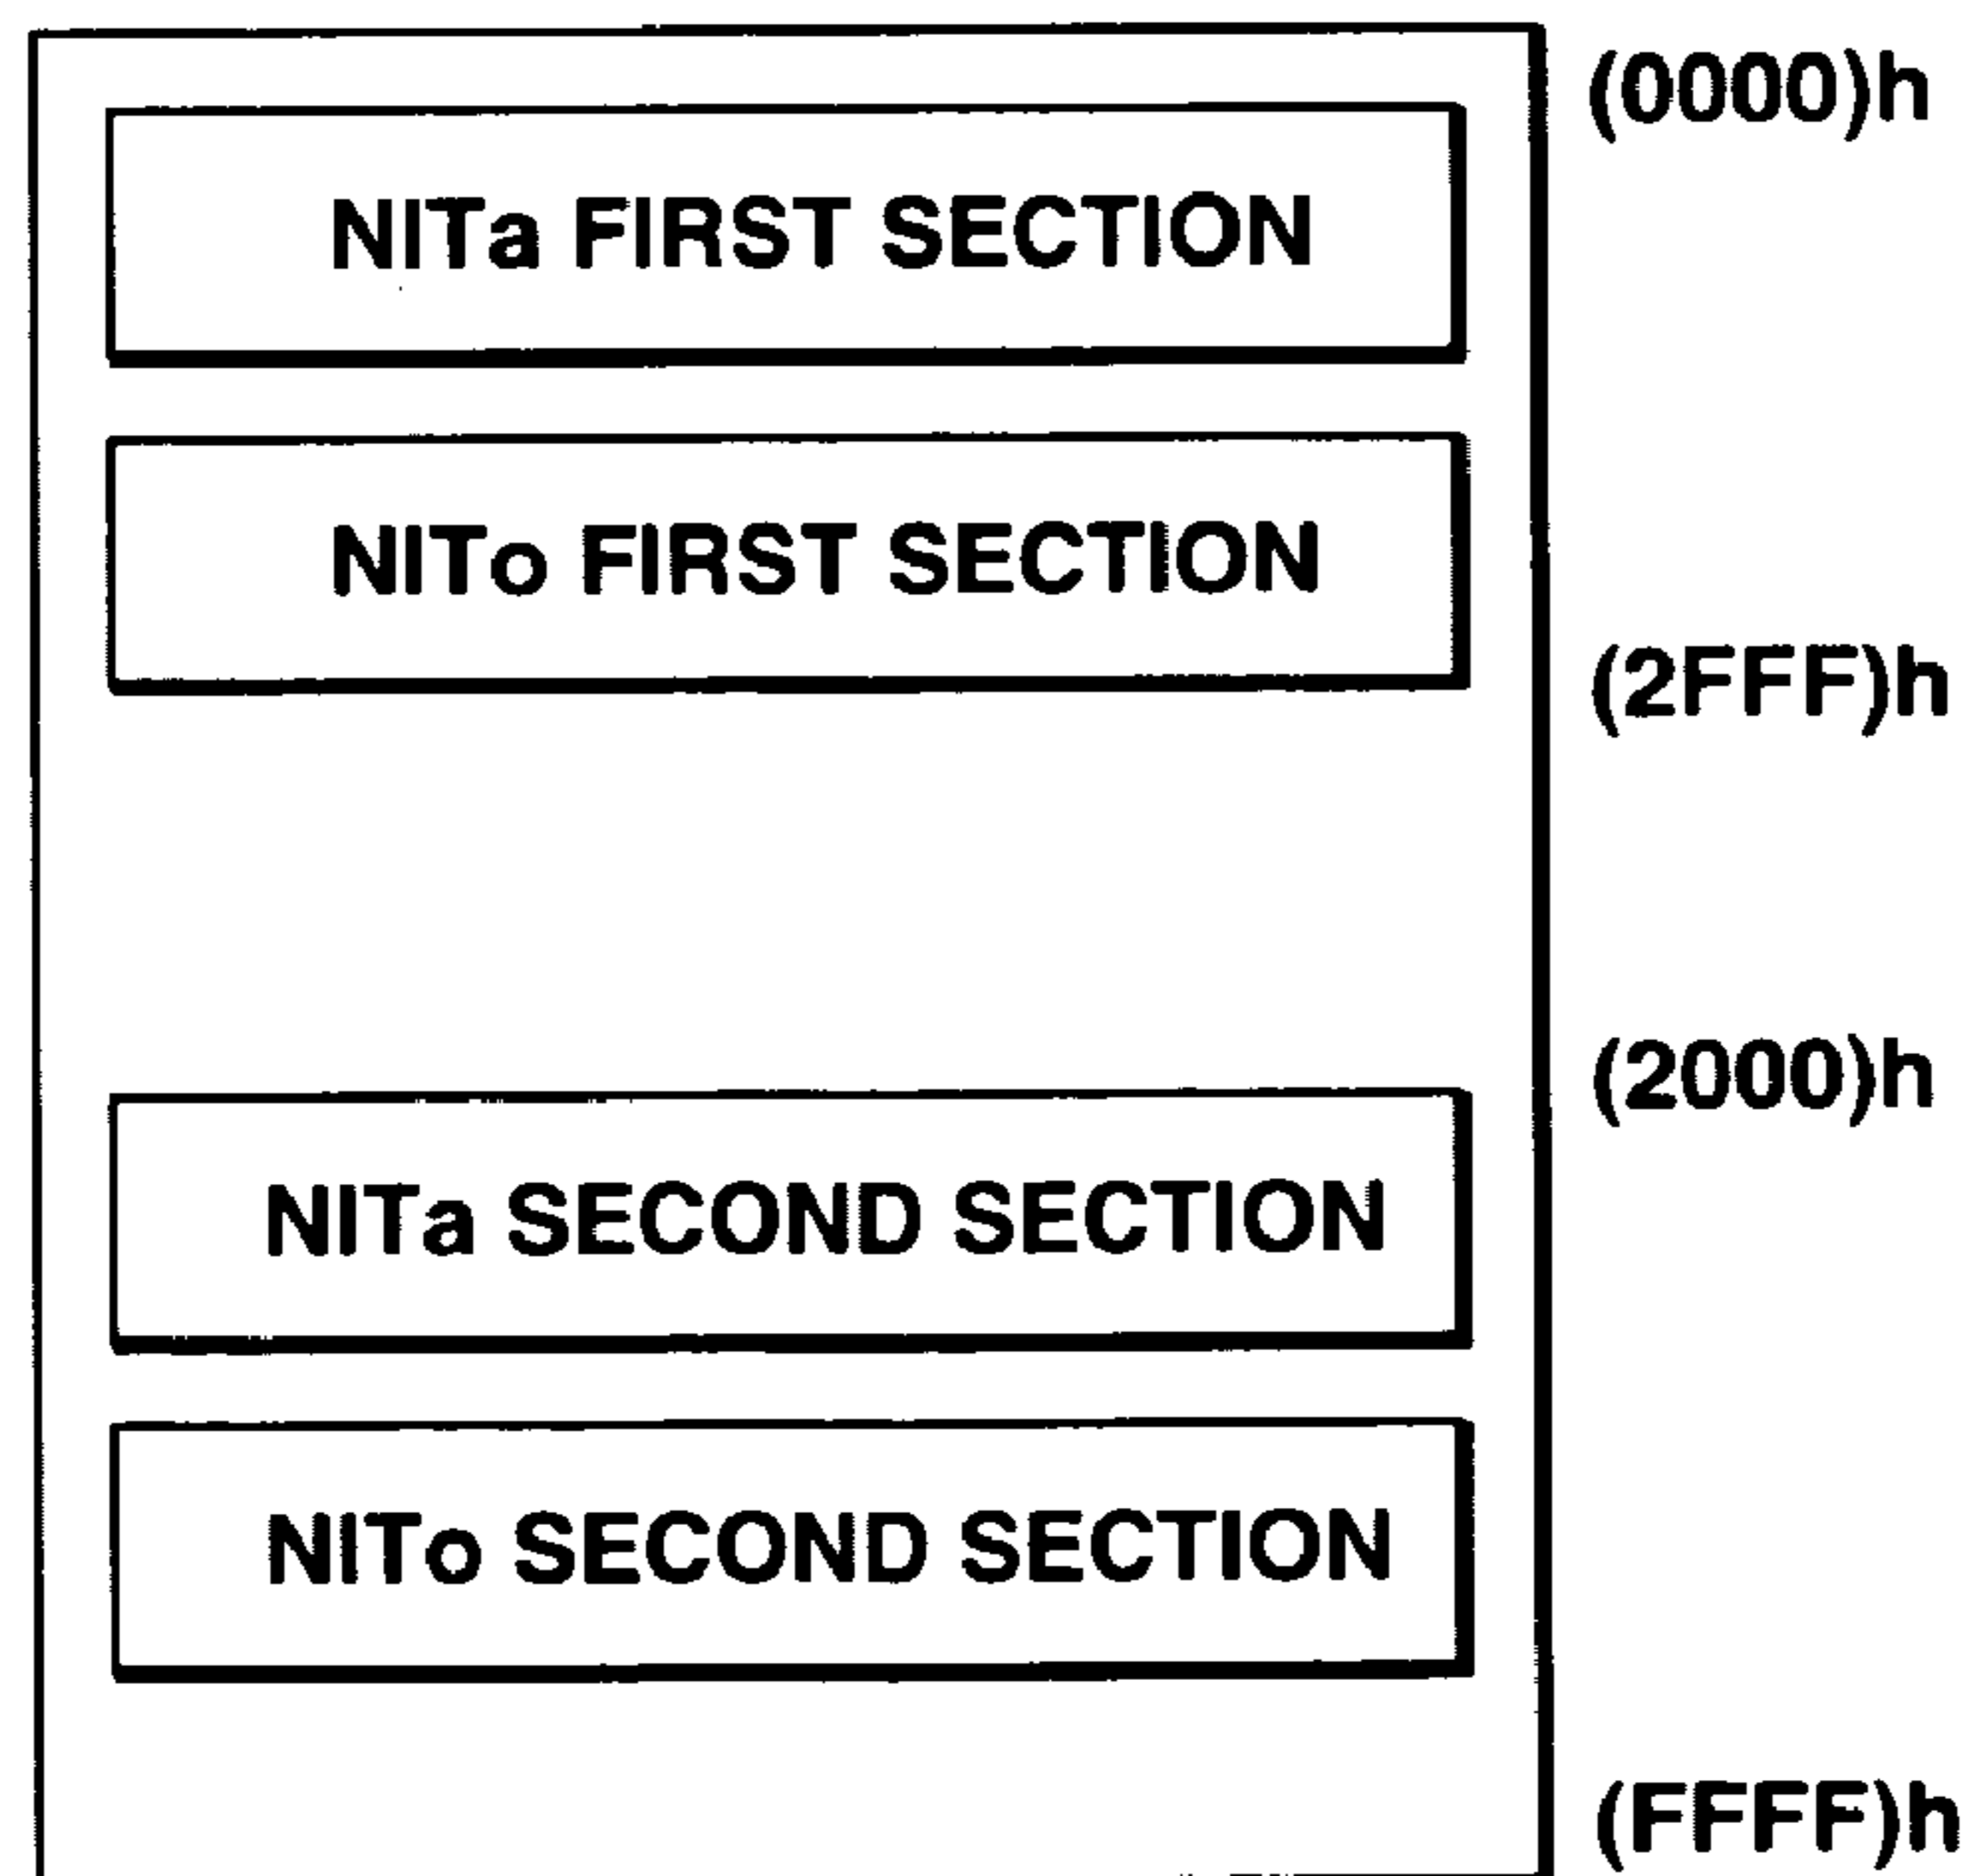 (0000)h
NITa FIRST SECTION
NITo FIRST SECTION
(2FFF)h
(2000)h
NITa SECOND SECTION
NITo SECOND SECTION
(FFFF)h